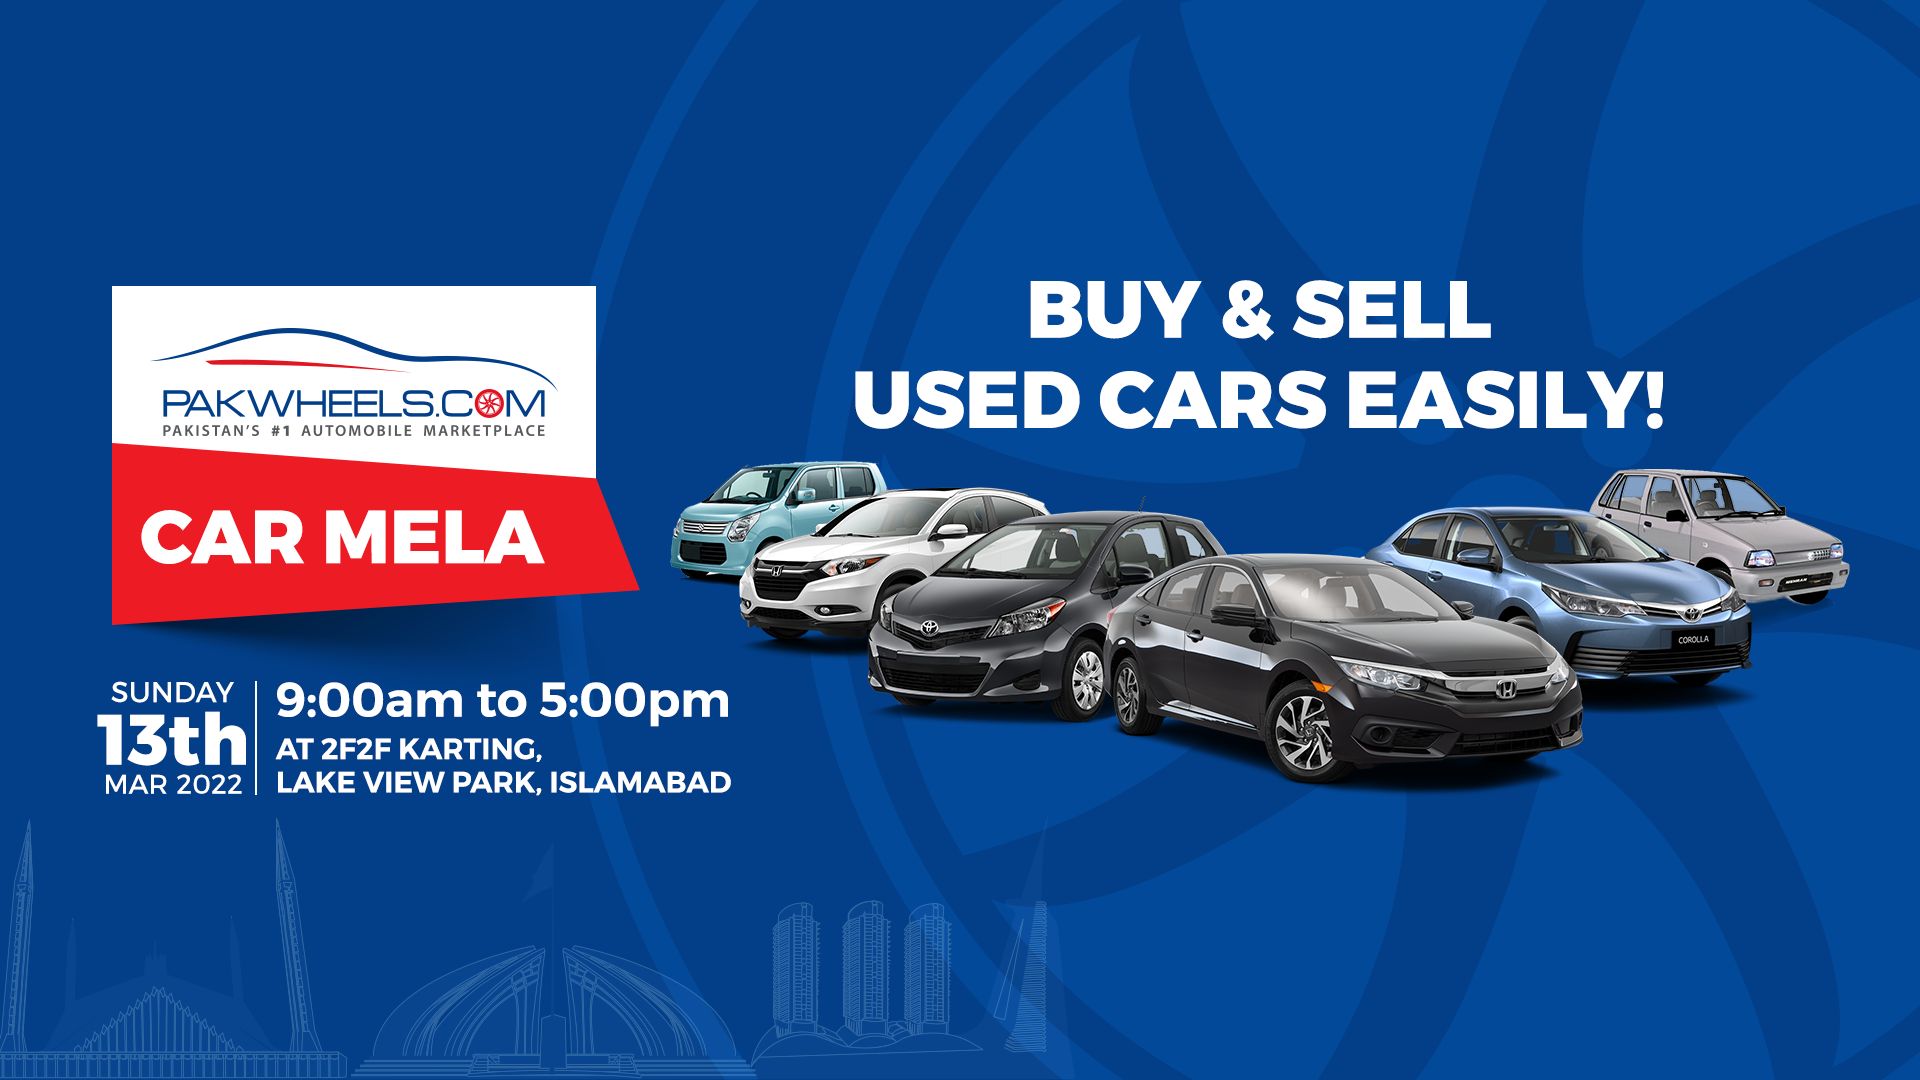 PAKWHEELS.COM
PAKISTAN'S #1 AUTOMOBILE MARKETPLACE
CAR MELA
SUNDAY
13th
MAR 2022
9:00am to 5:00pm
AT 2F2F KARTING,
LAKE VIEW PARK, ISLAMABAD
BUY & SELL
USED CARS EASILY!
COROLLA
MEHRAN